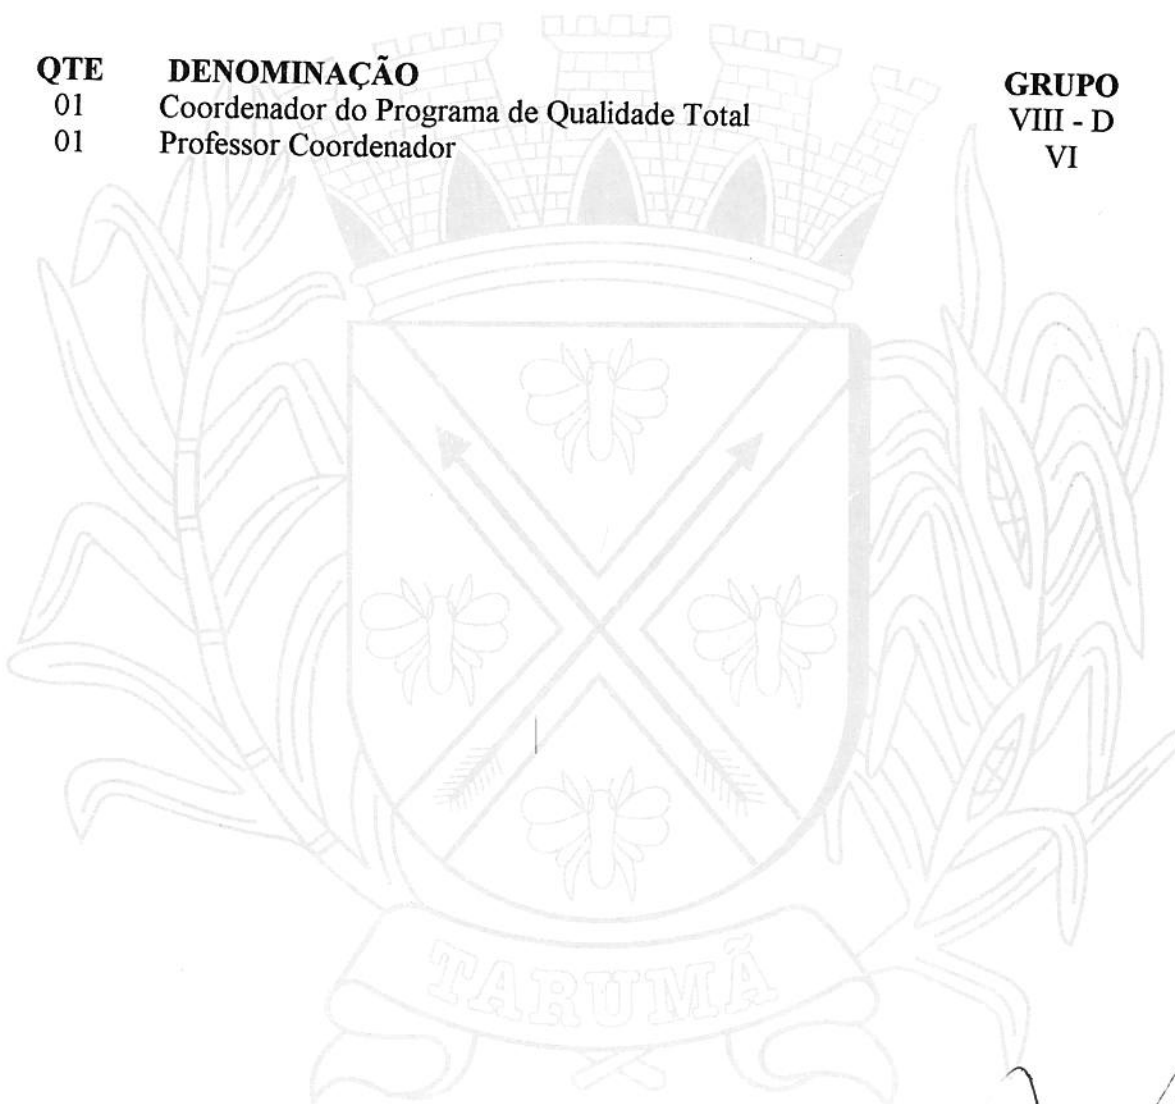 QTE DENOMINAÇÃO GRUPO
01 Coordenador do Programa de Qualidade Total VIII - D
01 Professor Coordenador VI
TARUMÃ